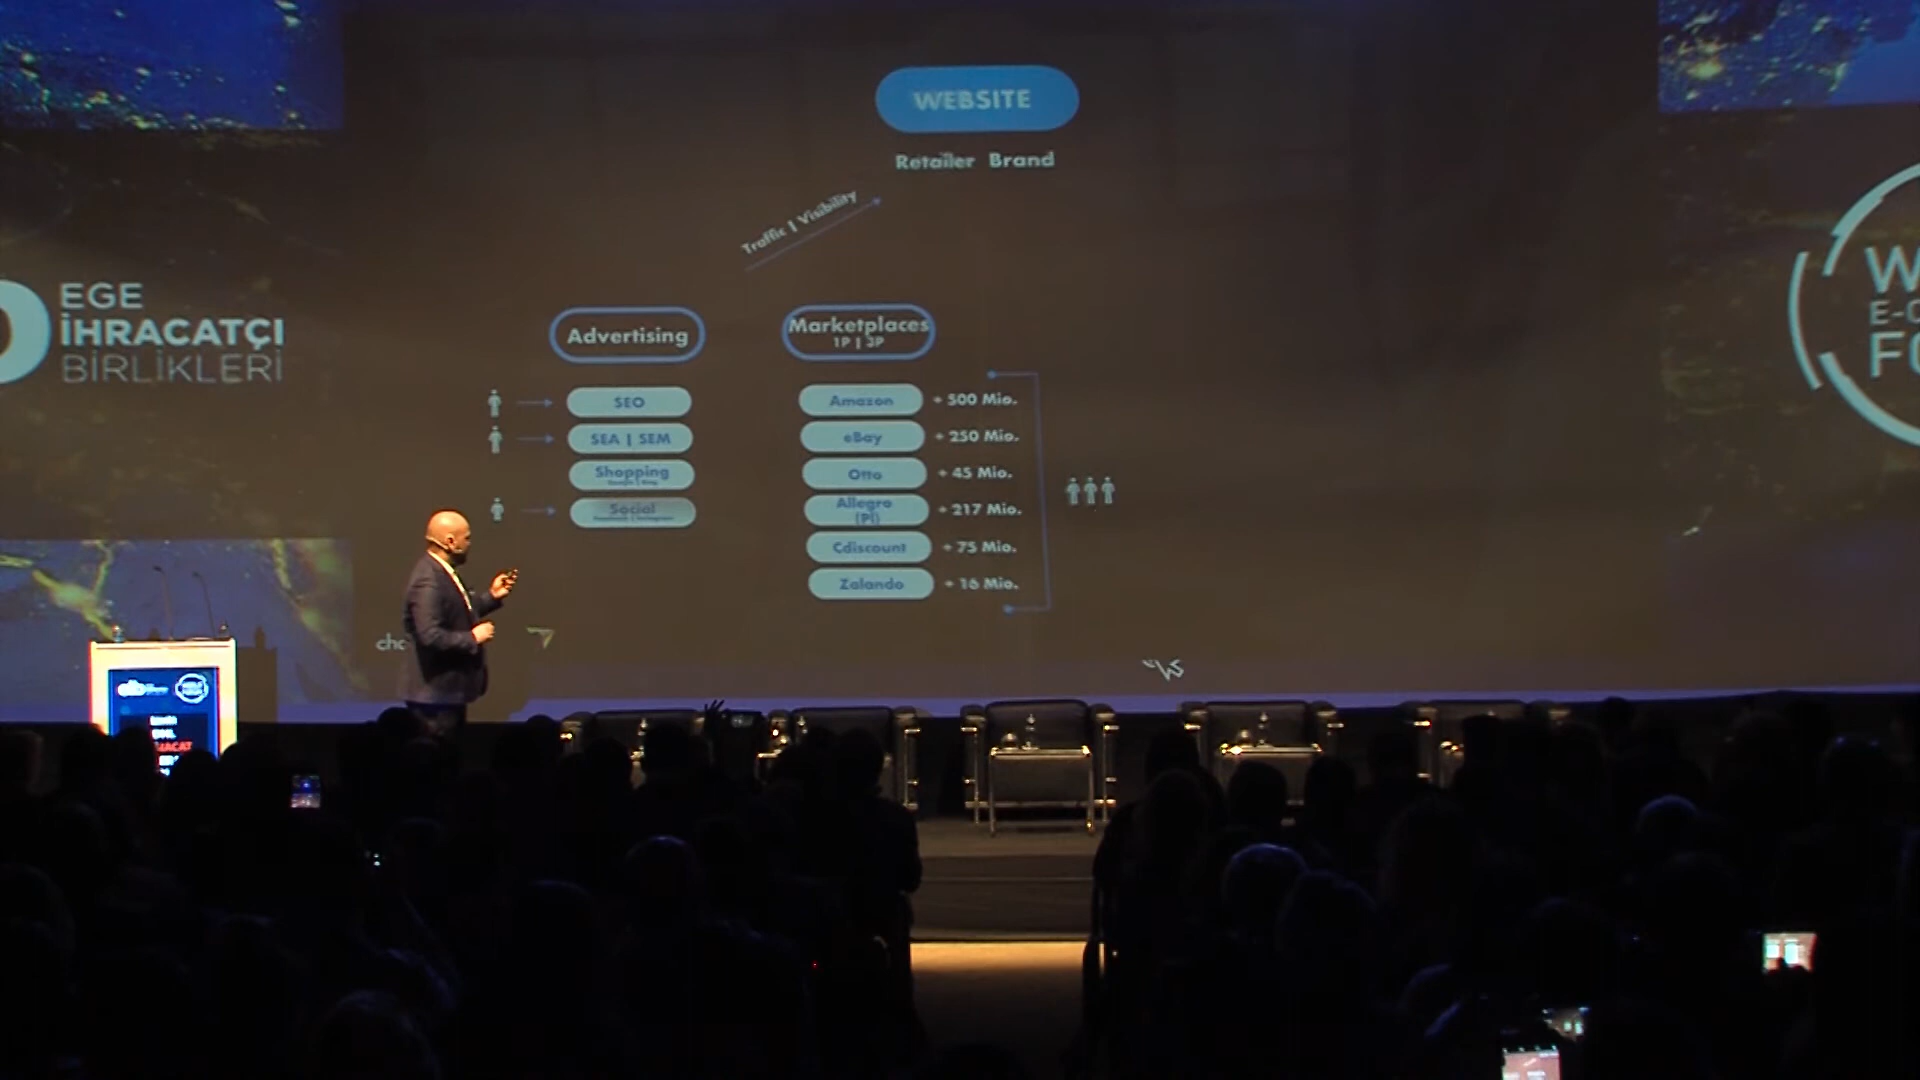 WEBSITE
Retailer Brand
Traffic | Visibility
EGE
İHRACATÇI
BİRLİKLERİ
W
E-C
FO
Advertising
SEO
SEA | SEM
Shopping
Social
Marketplaces
1P | 3P
Amazon + 500 Mio.
eBay + 250 Mio.
Otto + 45 Mio.
Allegro + 217 Mio.
(Pl)
Cdiscount + 75 Mio.
Zalando + 16 Mio.